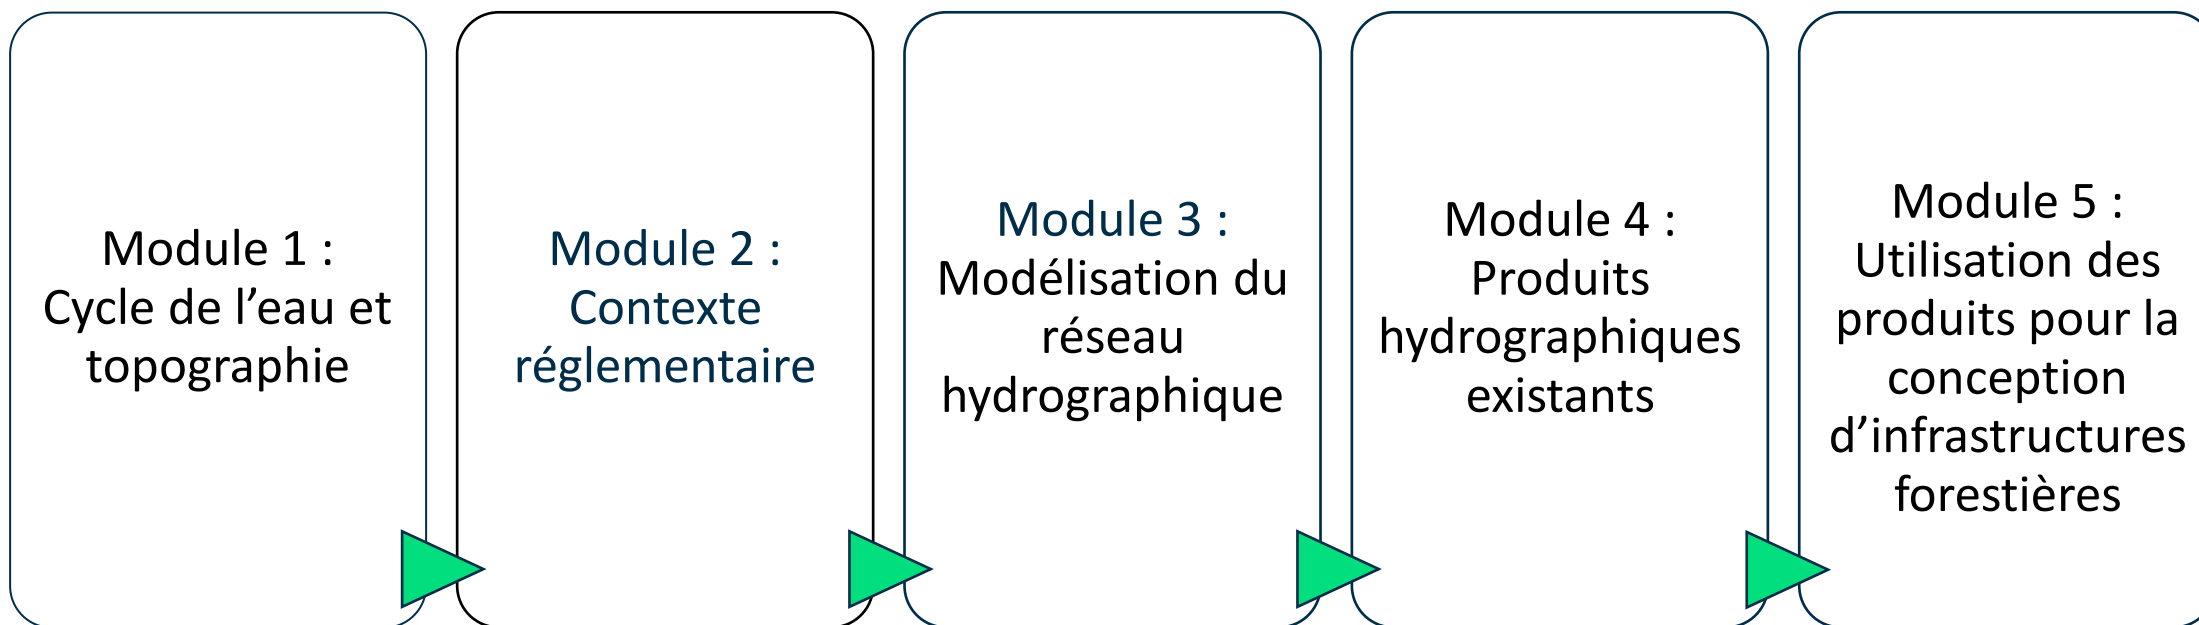 Module 1 :
Cycle de l’eau et
topographie
Module 2 :
Contexte
réglementaire
Module 3 :
Modélisation du
réseau
hydrographique
Module 4 :
Produits
hydrographiques
existants
Module 5 :
Utilisation des
produits pour la
conception
d’infrastructures
forestières